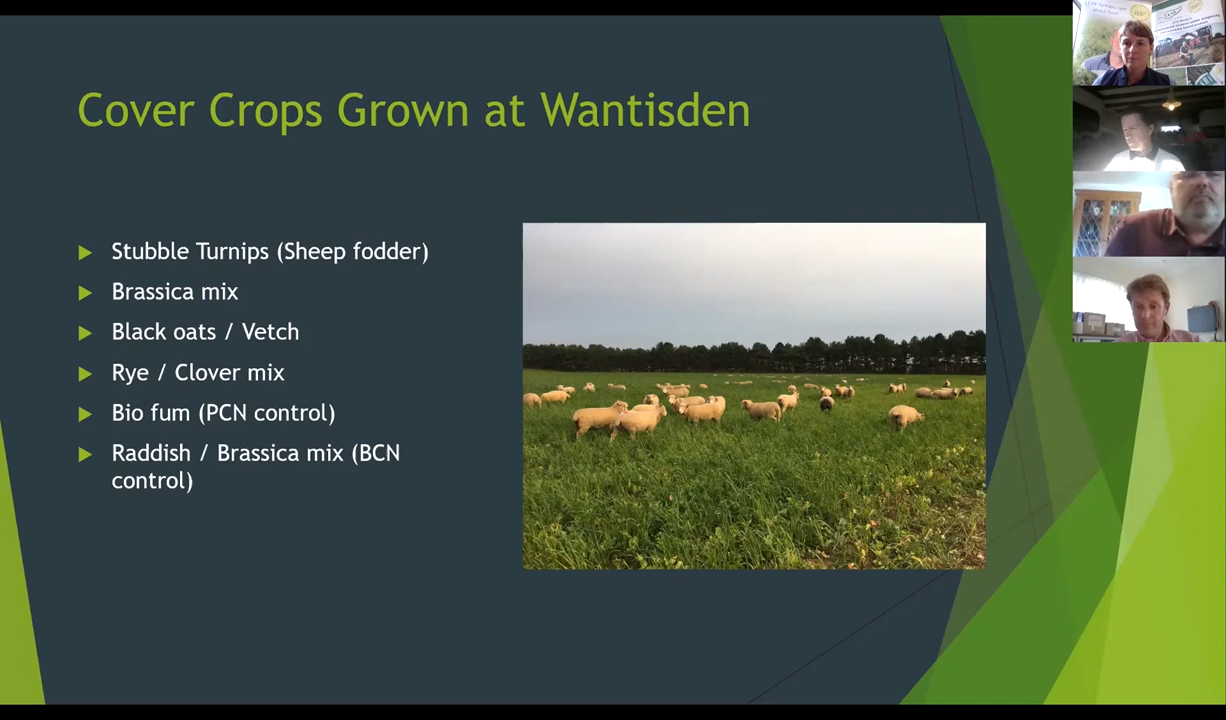 Cover Crops Grown at Wantisden
Stubble Turnips (Sheep fodder)
Brassica mix
Black oats / Vetch
Rye / Clover mix
Bio fum (PCN control)
Raddish / Brassica mix (BCN
control)